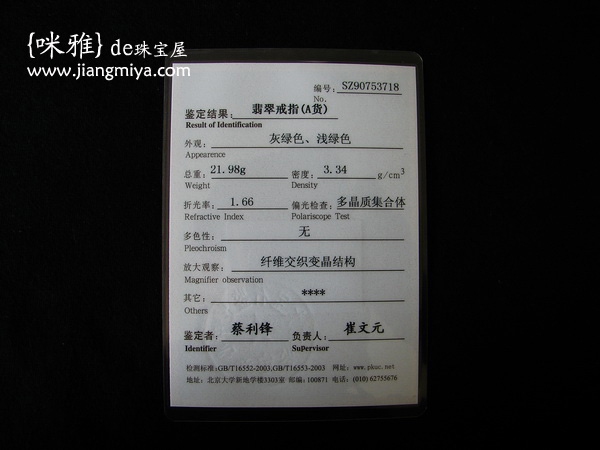 {咪雅} de珠宝屋
www.jiangmiya.com
编号: SZ90753718
No.
鉴定结果: 翡翠戒指(A货)
Result of Identification
外观: 灰绿色、浅绿色
Appearence
总重: 21.98g 密度: 3.34 g/cm³
Weight Density
折光率: 1.66 偏光检查: 多晶质集合体
Refractive Index Polariscope Test
多色性: 无
Pleochroism
放大观察: 纤维交织变晶结构
Magnifier observation
其它: ****
Others
鉴定者: 蔡利锋 负责人: 崔文元
Identifier Supervisor
检测标准:GB/T16552-2003,GB/T16553-2003 网址: www.pkuc.net
地址: 北京大学新地学楼3303室 邮编: 100871 电话: (010) 62755676